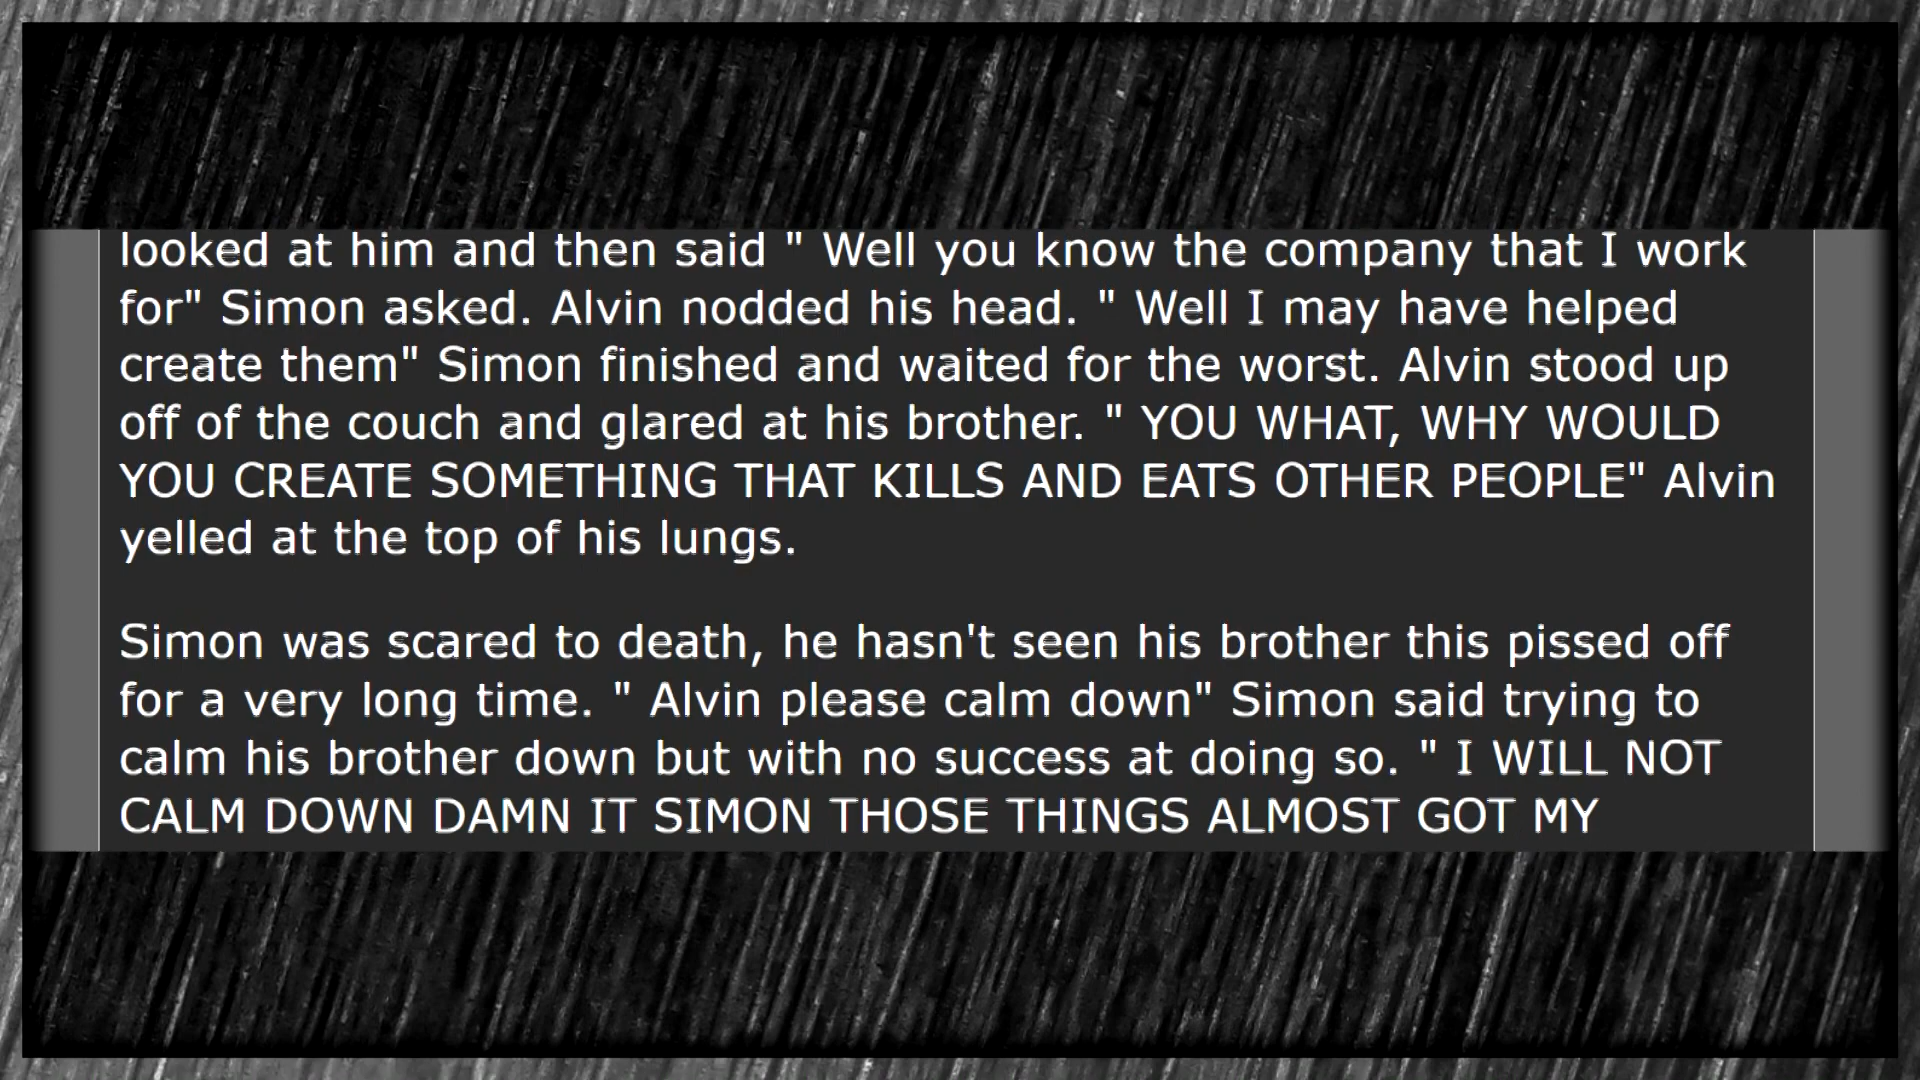 looked at him and then said " Well you know the company that I work
for" Simon asked. Alvin nodded his head. " Well I may have helped
create them" Simon finished and waited for the worst. Alvin stood up
off of the couch and glared at his brother. " YOU WHAT, WHY WOULD
YOU CREATE SOMETHING THAT KILLS AND EATS OTHER PEOPLE" Alvin
yelled at the top of his lungs.
Simon was scared to death, he hasn't seen his brother this pissed off
for a very long time. " Alvin please calm down" Simon said trying to
calm his brother down but with no success at doing so. " I WILL NOT
CALM DOWN DAMN IT SIMON THOSE THINGS ALMOST GOT MY